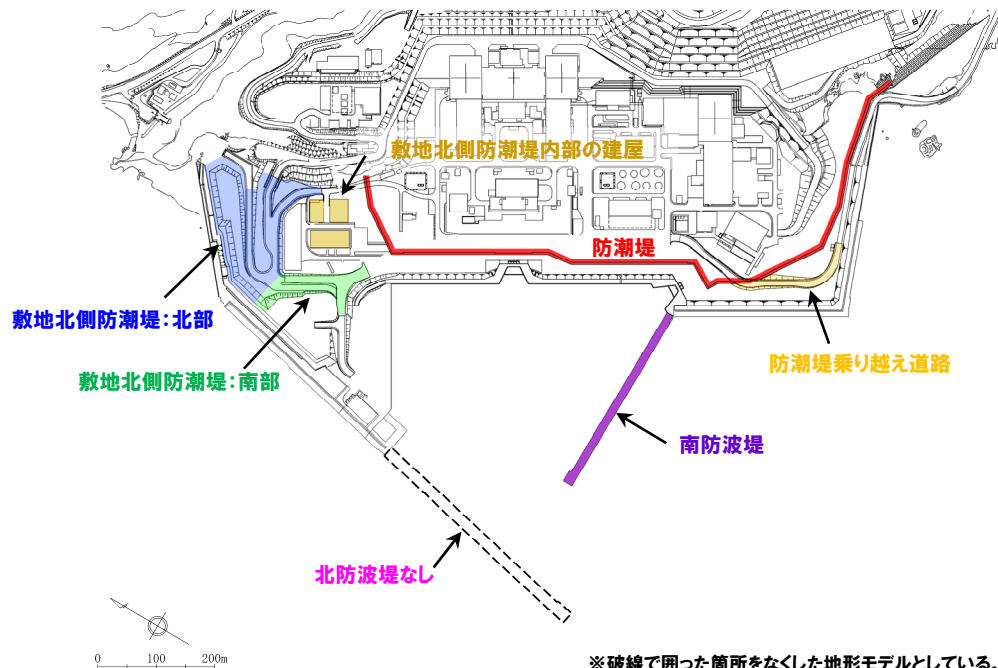 敷地北側防潮堤内部の建屋
防潮堤
敷地北側防潮堤：北部
敷地北側防潮堤：南部
防潮堤乗り越え道路
南防波堤
北防波堤なし
0 100 200m
※破線で囲った箇所をなくした地形モデルとしている。